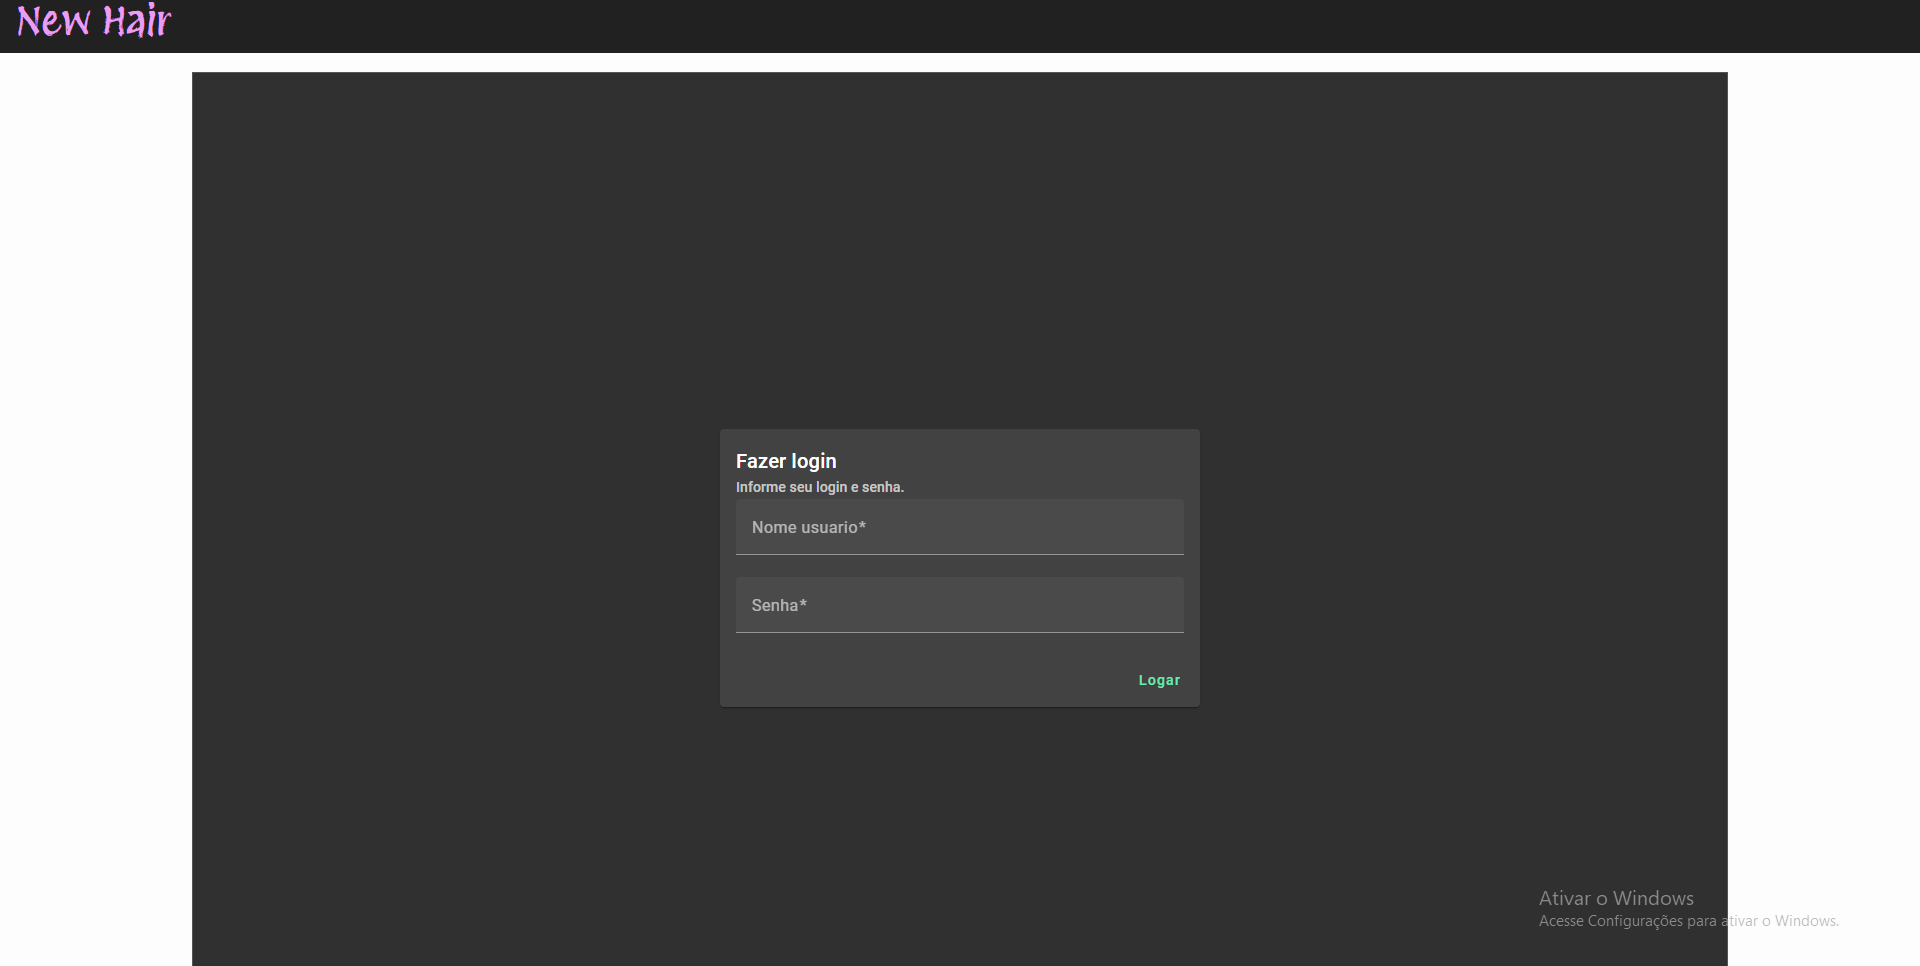 New Hair
Fazer login
Informe seu login e senha.
Nome usuario*
Senha*
Logar
Ativar o Windows
Acesse Configurações para ativar o Windows.